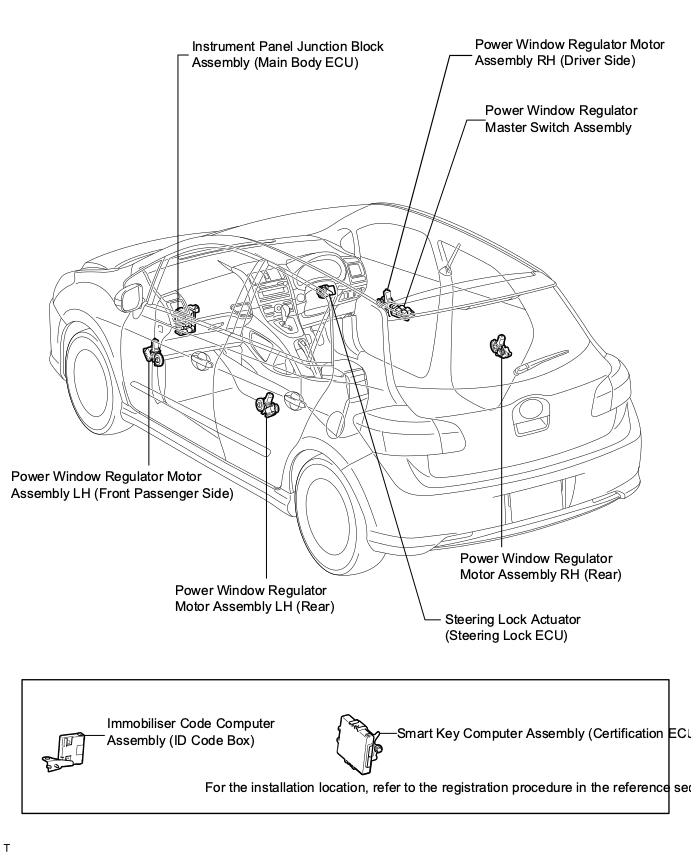 Instrument Panel Junction Block
Assembly (Main Body ECU)
Power Window Regulator Motor
Assembly RH (Driver Side)
Power Window Regulator
Master Switch Assembly
Power Window Regulator Motor
Assembly LH (Front Passenger Side)
Power Window Regulator
Motor Assembly RH (Rear)
Power Window Regulator
Motor Assembly LH (Rear)
Steering Lock Actuator
(Steering Lock ECU)
Immobiliser Code Computer
Assembly (ID Code Box)
Smart Key Computer Assembly (Certification
For the installation location, refer to the registration procedure in the reference
T